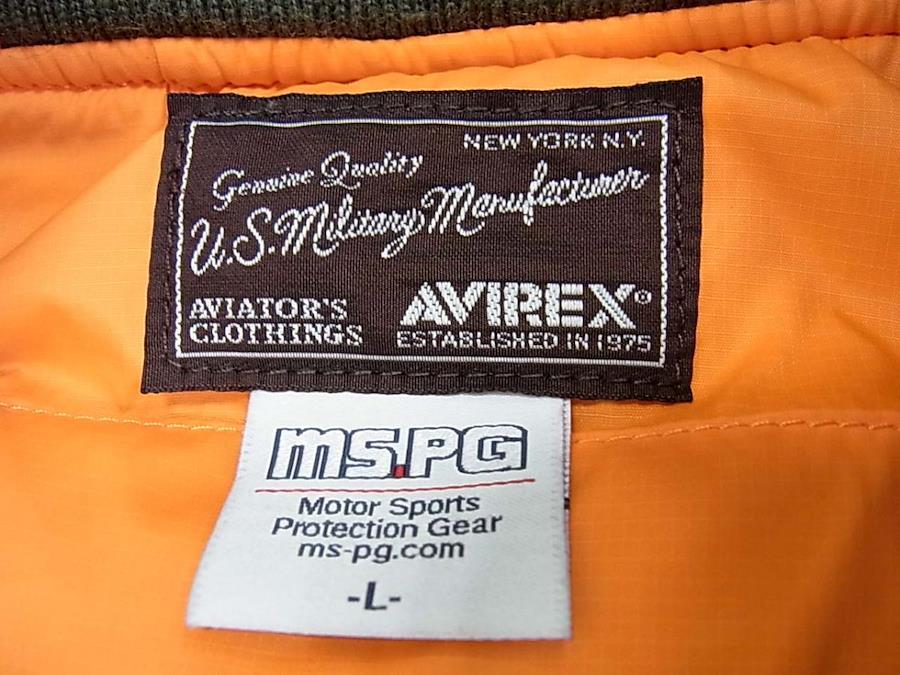 NEW YORK N.Y.
Genuine Quality
U.S. Military Manufacturer
AVIATOR'S
CLOTHINGS
AVIREX®
ESTABLISHED IN 1975
MS.PG
Motor Sports
Protection Gear
ms-pg.com
-L-